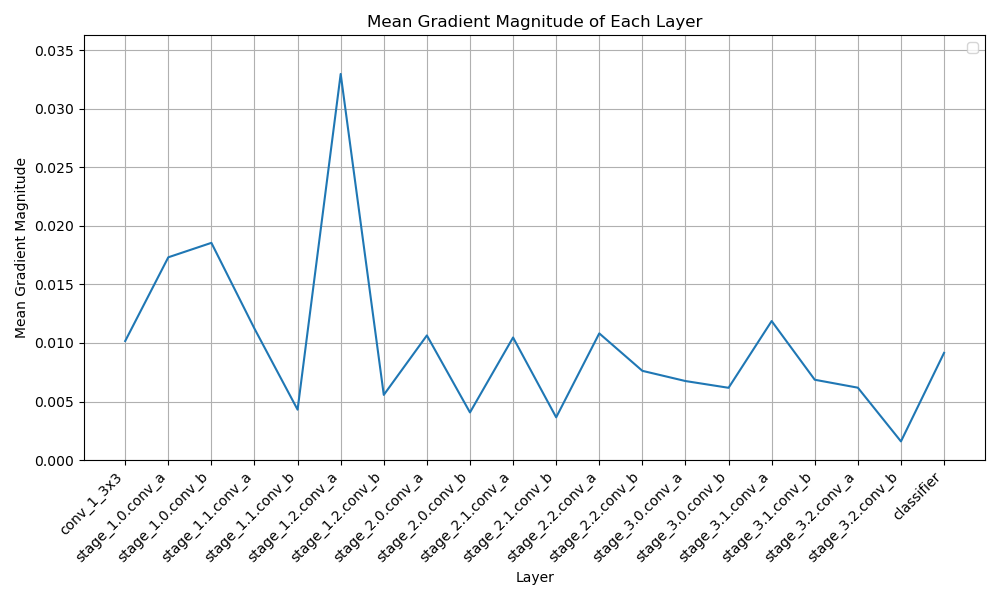 Mean Gradient Magnitude of Each Layer
Mean Gradient Magnitude
0.035
0.030
0.025
0.020
0.015
0.010
0.005
0.000
conv_1_3x3
stage_1.0.conv_a
stage_1.0.conv_b
stage_1.1.conv_a
stage_1.1.conv_b
stage_1.2.conv_a
stage_1.2.conv_b
stage_2.0.conv_a
stage_2.0.conv_b
stage_2.1.conv_a
stage_2.1.conv_b
stage_2.2.conv_a
stage_2.2.conv_b
stage_3.0.conv_a
stage_3.0.conv_b
stage_3.1.conv_a
stage_3.1.conv_b
stage_3.2.conv_a
stage_3.2.conv_b
classifier
Layer